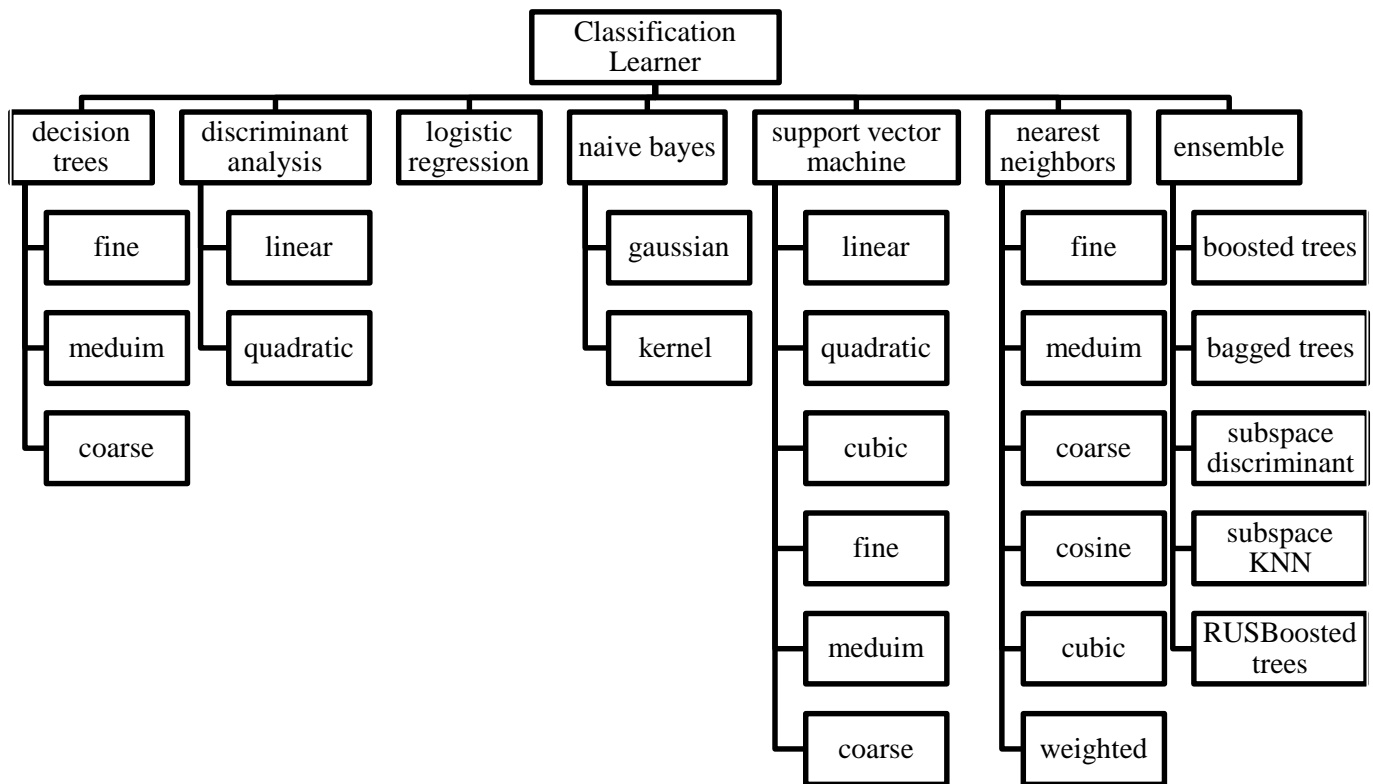 Classification
Learner
decision
trees
fine
meduim
coarse
discriminant
analysis
linear
quadratic
logistic
regression
naive bayes
gaussian
kernel
support vector
machine
linear
quadratic
cubic
fine
meduim
coarse
nearest
neighbors
fine
meduim
coarse
cosine
cubic
weighted
ensemble
boosted trees
bagged trees
subspace
discriminant
subspace
KNN
RUSBoosted
trees